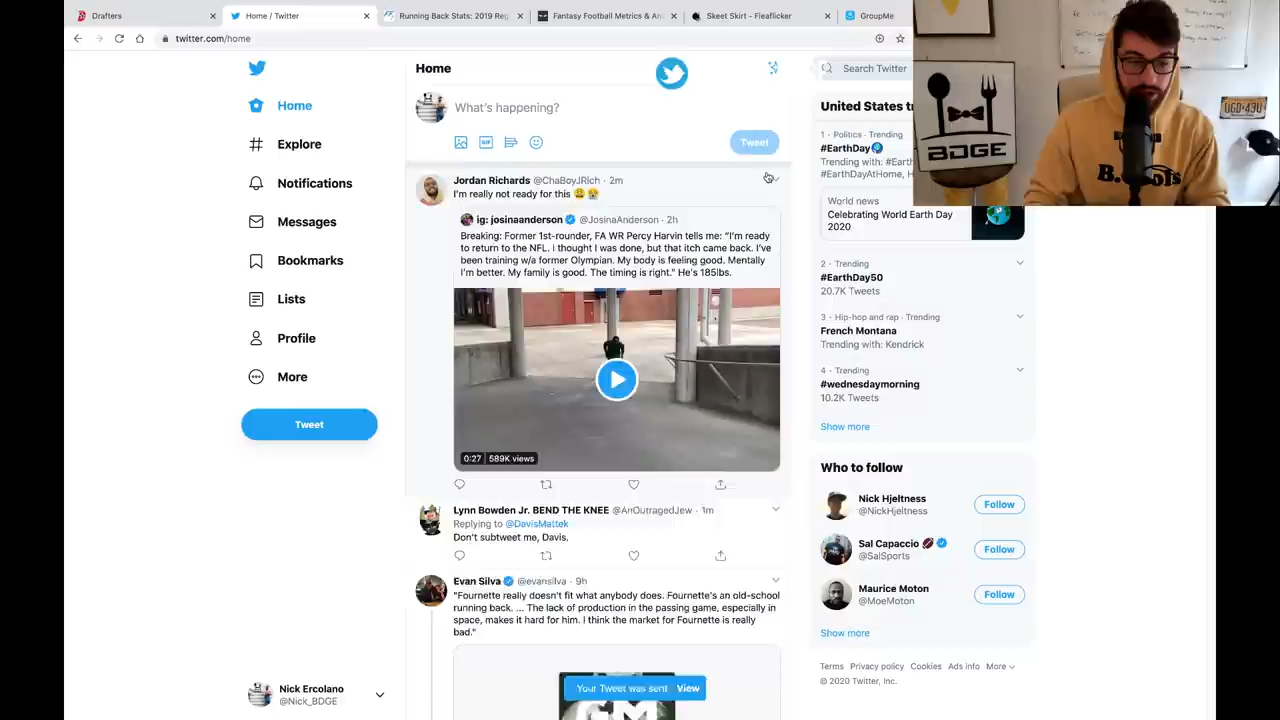 Drafters
Home / Twitter
Running Back Stats: 2019 Reg
Fantasy Football Metrics & An
Skeet Skirt - Fleaflicker
GroupMe
twitter.com/home
Home
Search Twitter
Home
What's happening?
Explore
Tweet
Notifications
Messages
Bookmarks
Lists
Profile
More
Tweet
Jordan Richards @ChaBoyJRich · 2m
I'm really not ready for this 😩😭
ig: josinaanderson @JosinaAnderson · 2h
Breaking: Former 1st-rounder, FA WR Percy Harvin tells me: "I'm ready
to return to the NFL. i thought I was done, but that itch came back. I've
been training w/a former Olympian. My body is feeling good. Mentally
I'm better. My family is good. The timing is right." He's 185lbs.
0:27 | 589K views
Lynn Bowden Jr. BEND THE KNEE @AnOutragedJew · 1m
Replying to @DavisMattek
Don't subtweet me, Davis.
Evan Silva @evansilva · 9h
"Fournette really doesn't fit what anybody does. Fournette's an old-school
running back. ... The lack of production in the passing game, especially in
space, makes it hard for him. I think the market for Fournette is really
bad."
Your Tweet was sent View
Nick Ercolano
@Nick_BDGE
United States
1 · Politics · Trending
#EarthDay
Trending with:
#EarthDayAtHome,
World news
Celebrating World Earth Day
2020
2 · Trending
#EarthDay50
20.7K Tweets
3 · Hip-hop and rap · Trending
French Montana
Trending with: Kendrick
4 · Trending
#wednesdaymorning
10.2K Tweets
Show more
Who to follow
Nick Hjeltness
@NickHjeltness
Follow
Sal Capaccio 🏈
@SalSports
Follow
Maurice Moton
@MoeMoton
Follow
Show more
Terms Privacy policy Cookies Ads info More
© 2020 Twitter, Inc.
BDGE